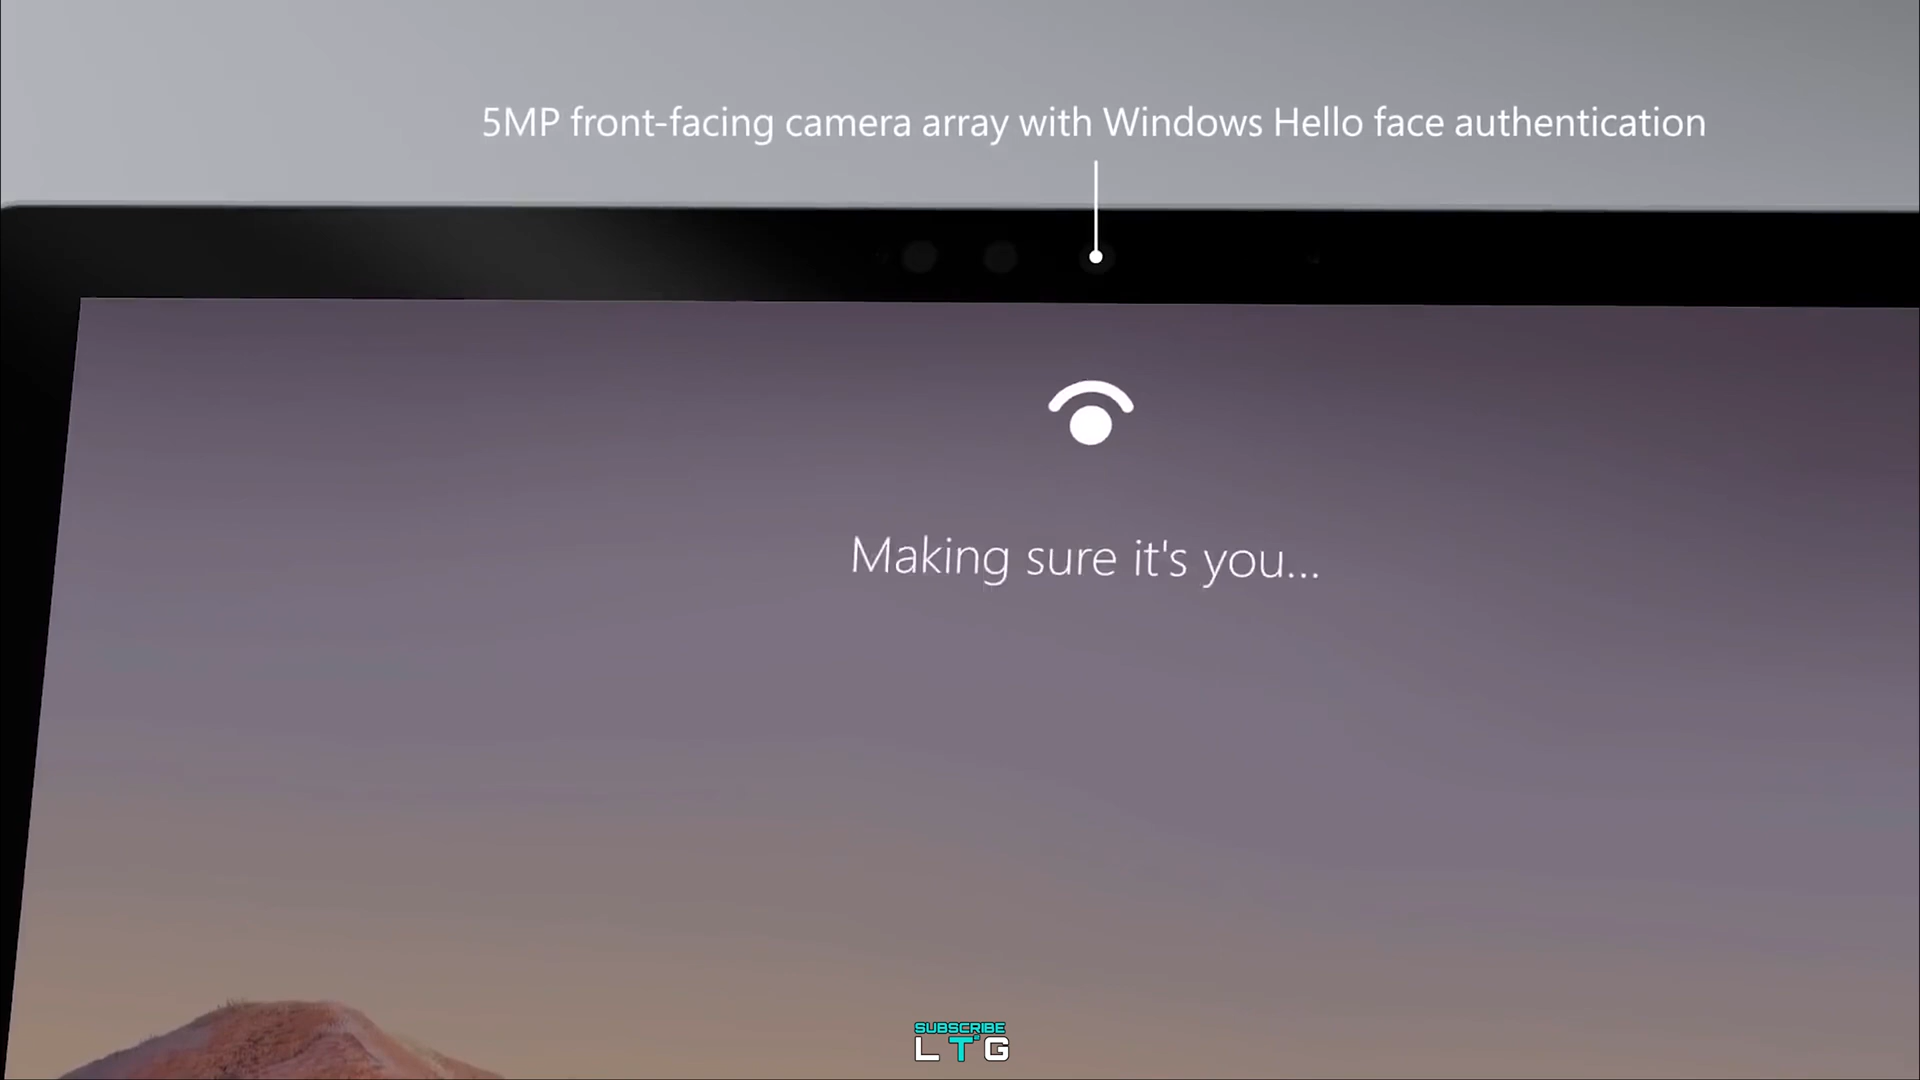 5MP front-facing camera array with Windows Hello face authentication
Making sure it's you...
SUBSCRIBE
LTG